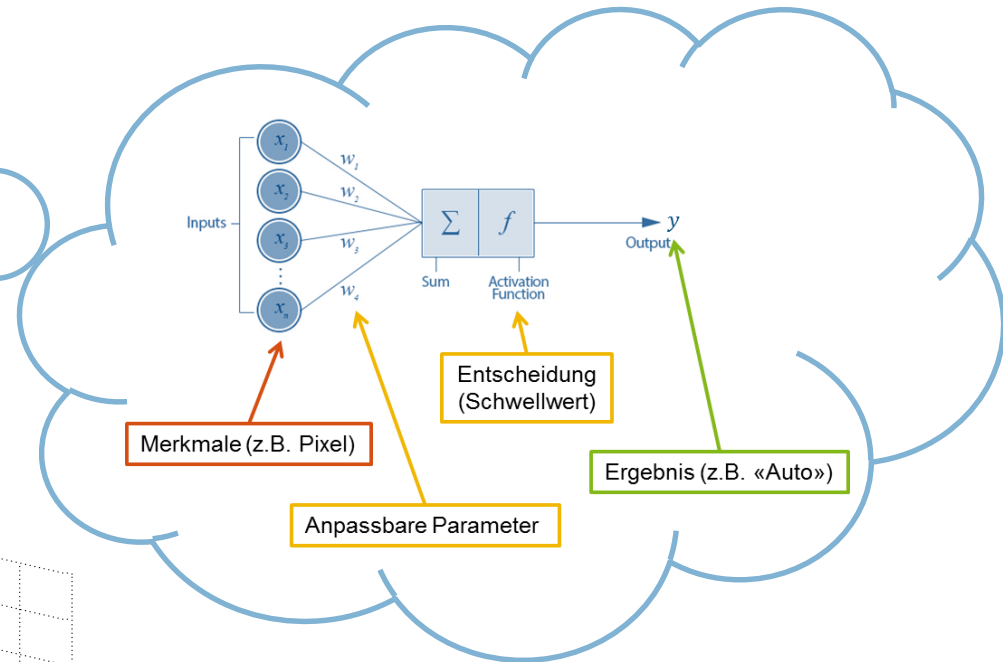 x1
w1
x2
w2
Inputs
x3
w3
Σ
f
y
Output
Sum
Activation
Function
w4
xn
Entscheidung
(Schwellwert)
Merkmale (z.B. Pixel)
Ergebnis (z.B. «Auto»)
Anpassbare Parameter